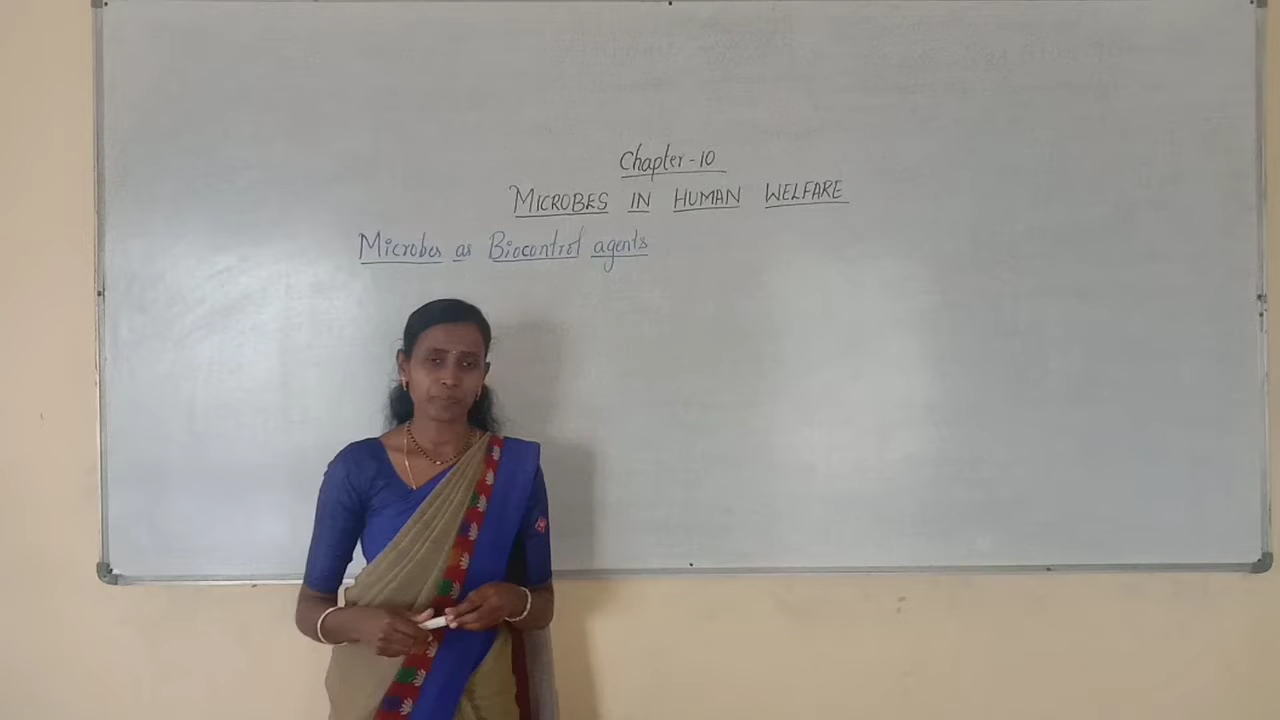 Chapter-10
MICROBES IN HUMAN WELFARE
Microbes as Biocontrol agents